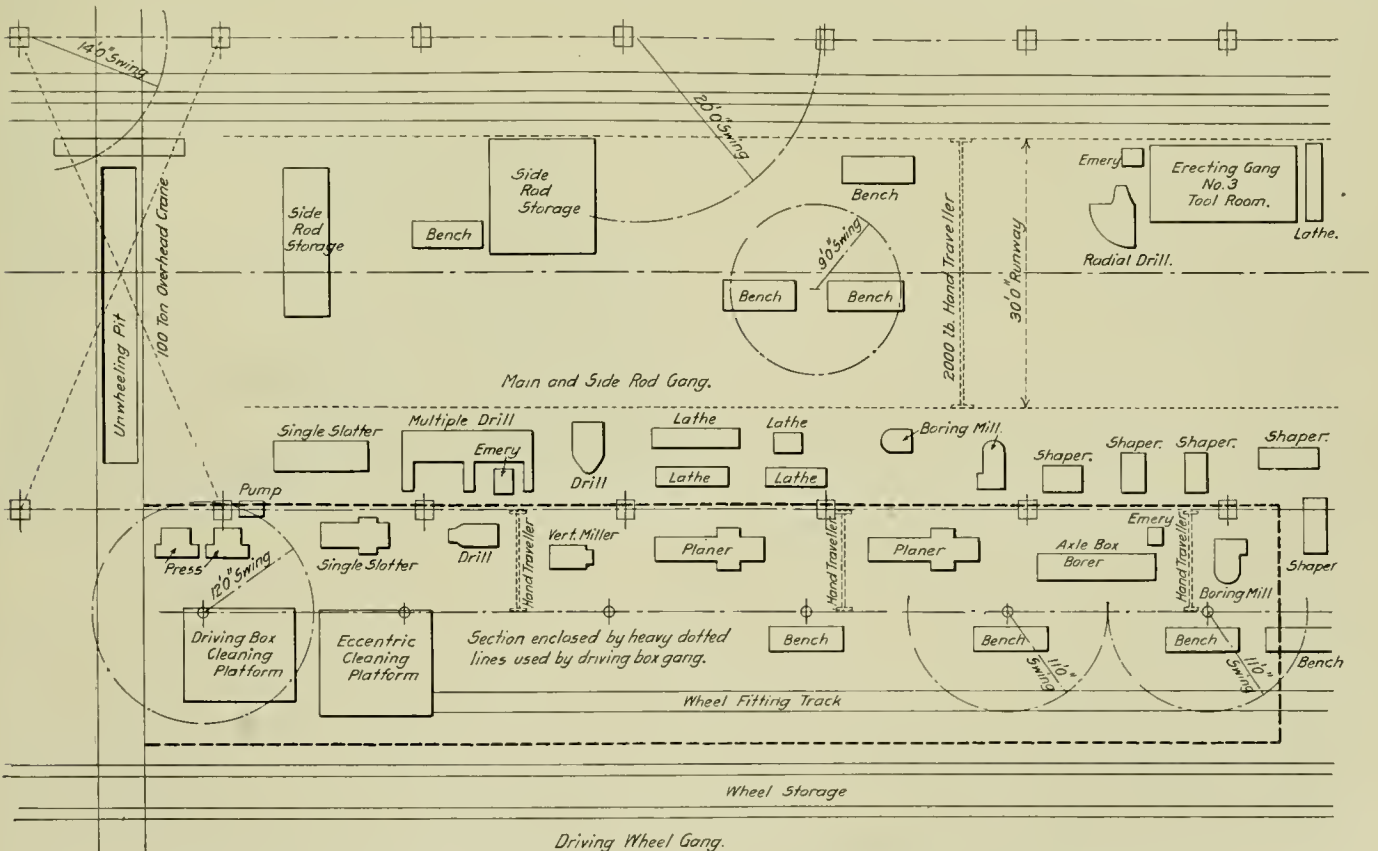 14'0" Swing
20'0" Swing
100 Ton Overhead Crane
Unwheeling Pit
Side
Rod
Storage
Bench
Side
Rod
Storage
Bench
9'0" Swing
Bench
Bench
2000 lb. Hand Traveller
30'0" Runway
Emery
Erecting Gang
No.3
Tool Room.
Lathe.
Radial Drill.
Main and Side Rod Gang.
Single Slotter
Multiple Drill
Emery
Drill
Lathe
Lathe
Lathe
Lathe
Boring Mill.
Shaper.
Shaper.
Shaper.
Shaper.
Pump
Press
12'0" Swing
Single Slotter
Drill
Hand Traveller
Vert. Miller
Planer
Hand Traveller
Planer
Emery
Axle Box
Borer
Hand Traveller
Boring Mill
Shaper
Driving Box
Cleaning
Platform
Eccentric
Cleaning
Platform
Section enclosed by heavy dotted
lines used by driving box gang.
Bench
Bench
11'0"
Swing
Bench
11'0"
Swing
Bench
Wheel Fitting Track
Wheel Storage
Driving Wheel Gang.